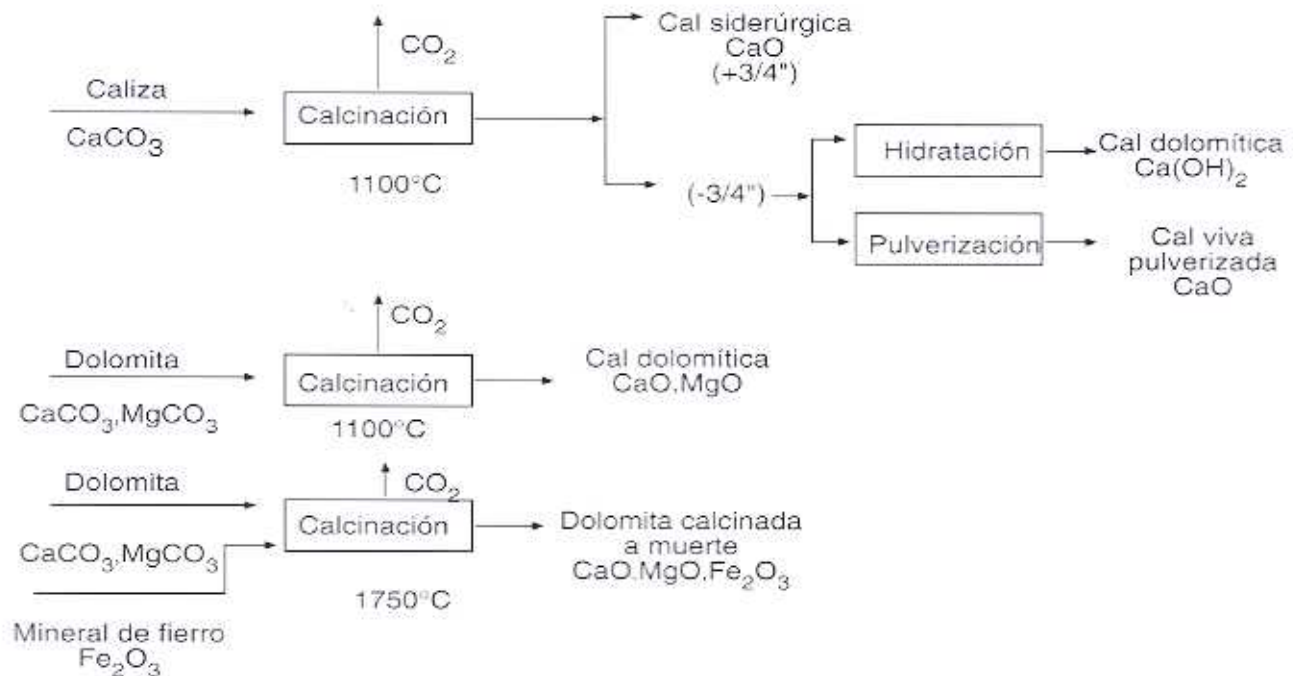 Cal siderúrgica
CaO
(+3/4")
CO₂
Caliza
CaCO₃
Calcinación
1100°C
(-3/4")
Hidratación
Cal dolomítica
Ca(OH)₂
Pulverización
Cal viva
pulverizada
CaO
CO₂
Dolomita
CaCO₃,MgCO₃
Calcinación
1100°C
Cal dolomítica
CaO,MgO
CO₂
Dolomita
CaCO₃,MgCO₃
Calcinación
1750°C
Dolomita calcinada
a muerte
CaO.MgO.Fe₂O₃
Mineral de fierro
Fe₂O₃